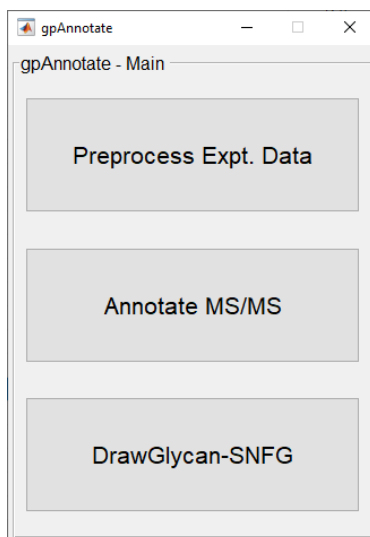 gpAnnotate
gpAnnotate - Main
Preprocess Expt. Data
Annotate MS/MS
DrawGlycan-SNFG